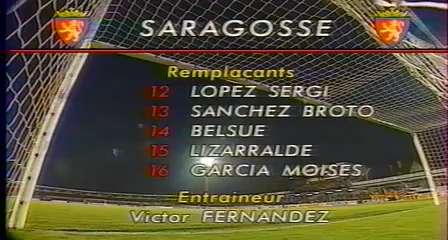 SARAGOSSE
Remplaçants
12 LOPEZ SERGI
13 SANCHEZ BROTO
14 BELSUE
15 LIZARRALDE
16 GARCIA MOISES
Entraineur
Victor FERNANDEZ